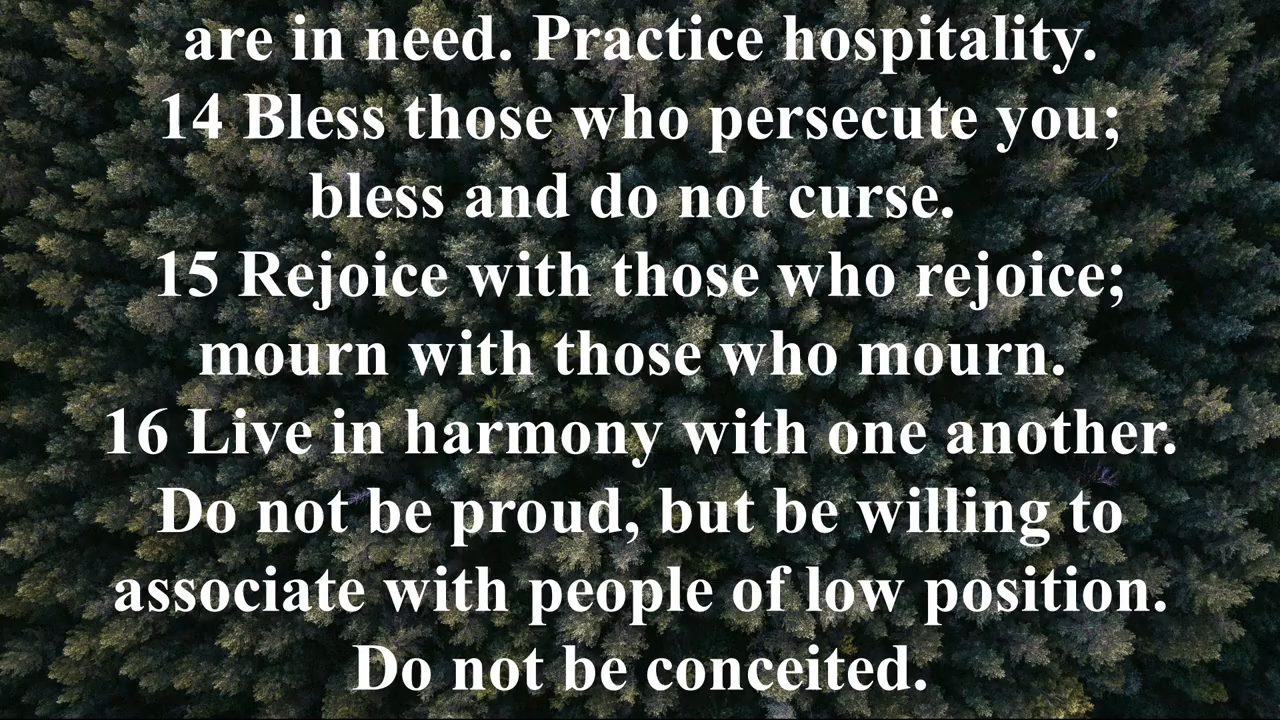 are in need. Practice hospitality.
14 Bless those who persecute you;
bless and do not curse.
15 Rejoice with those who rejoice;
mourn with those who mourn.
16 Live in harmony with one another.
Do not be proud, but be willing to
associate with people of low position.
Do not be conceited.